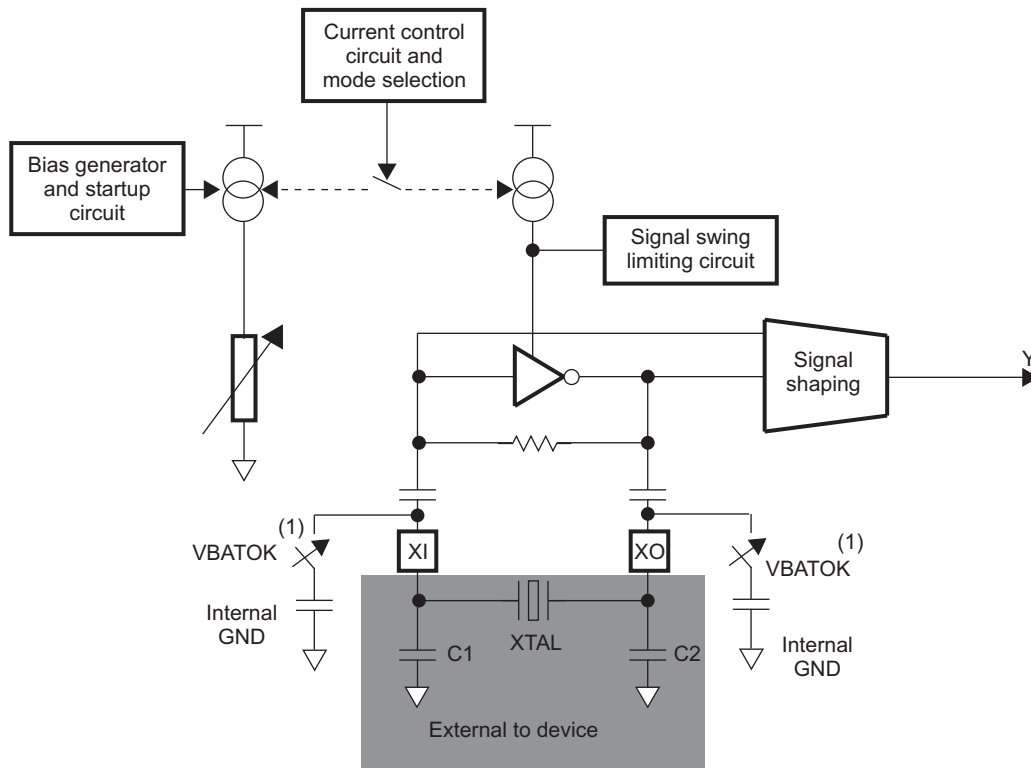 Current control
circuit and
mode selection
Bias generator
and startup
circuit
Signal swing
limiting circuit
Signal
shaping
Y
(1)
VBATOK
XI
XO
(1)
VBATOK
Internal
GND
C1
XTAL
C2
Internal
GND
External to device